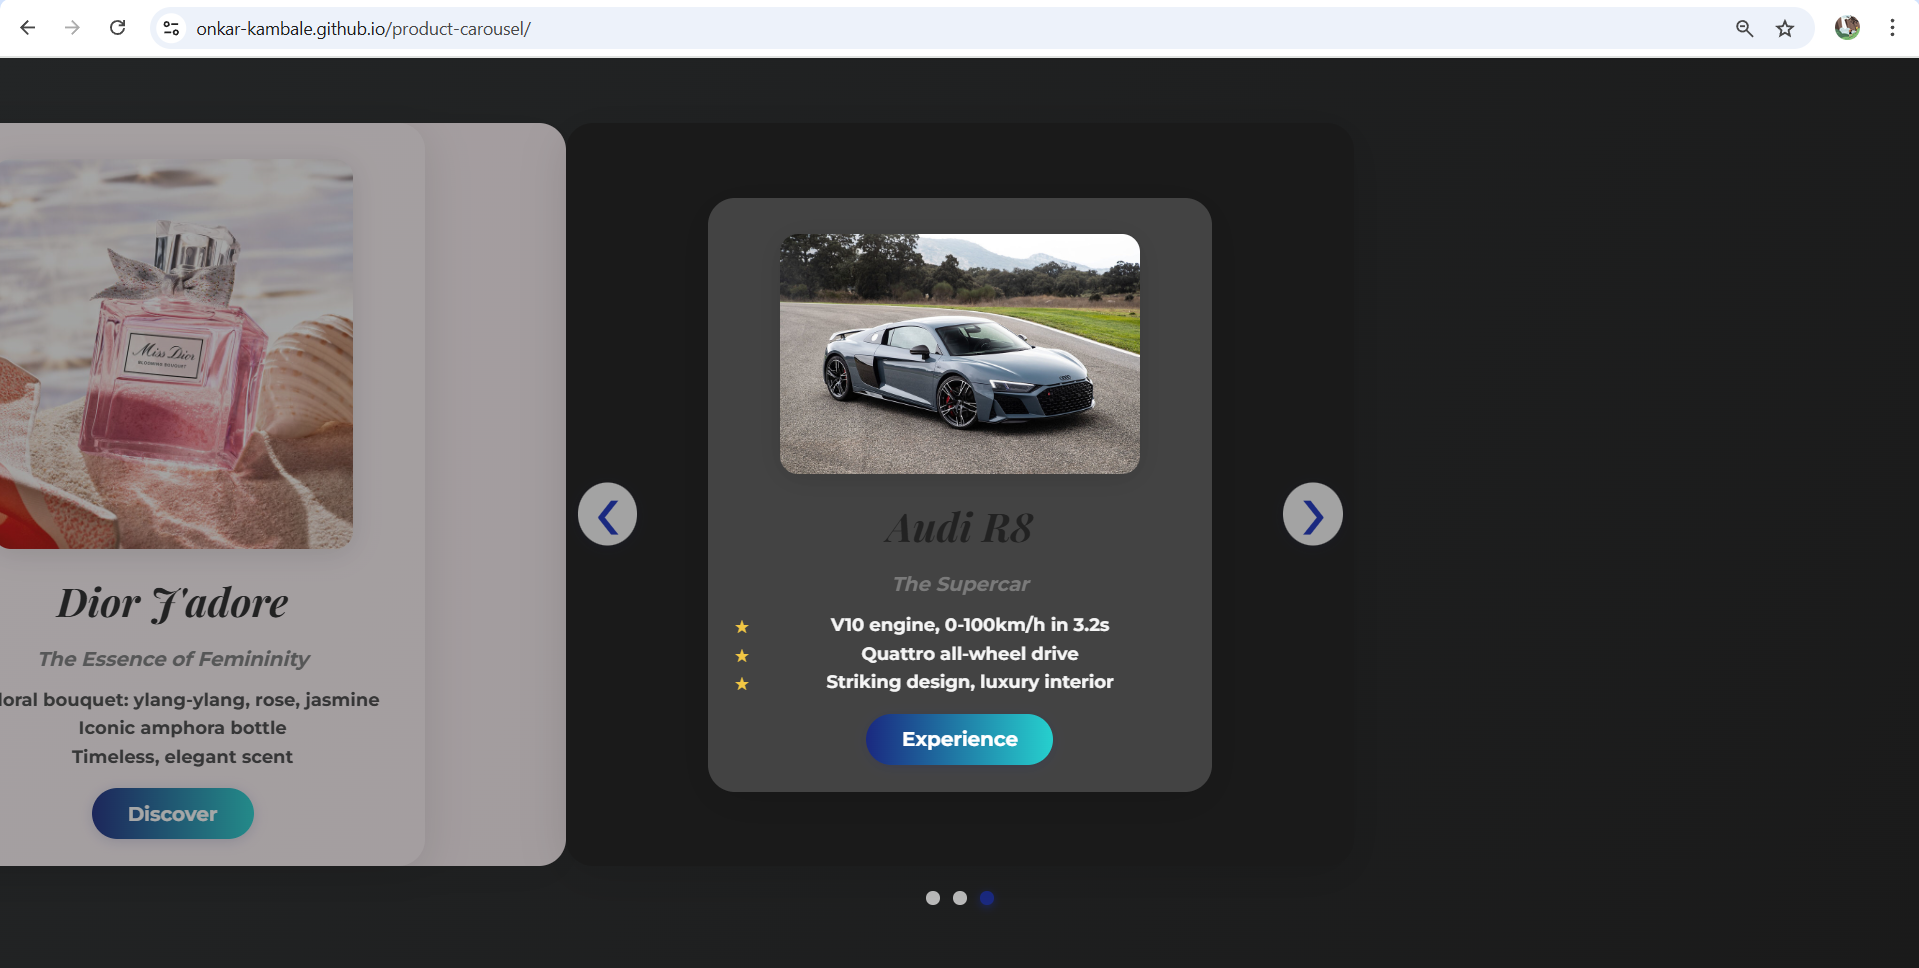 onkar-kambale.github.io/product-carousel/
Miss Dior
BLOOMING BOUQUET
Dior J'adore
The Essence of Femininity
loral bouquet: ylang-ylang, rose, jasmine
Iconic amphora bottle
Timeless, elegant scent
Discover
❮
Audi R8
The Supercar
★ V10 engine, 0-100km/h in 3.2s
★ Quattro all-wheel drive
★ Striking design, luxury interior
Experience
❯